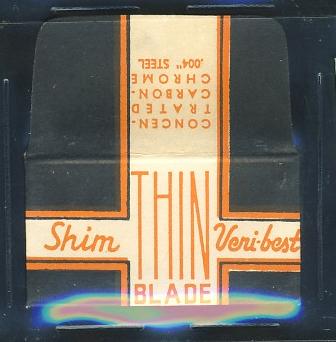 CONCEN-
TRATED
CARBON-
CHROME
.004" STEEL
THIN
Shim Veri-best
BLADE